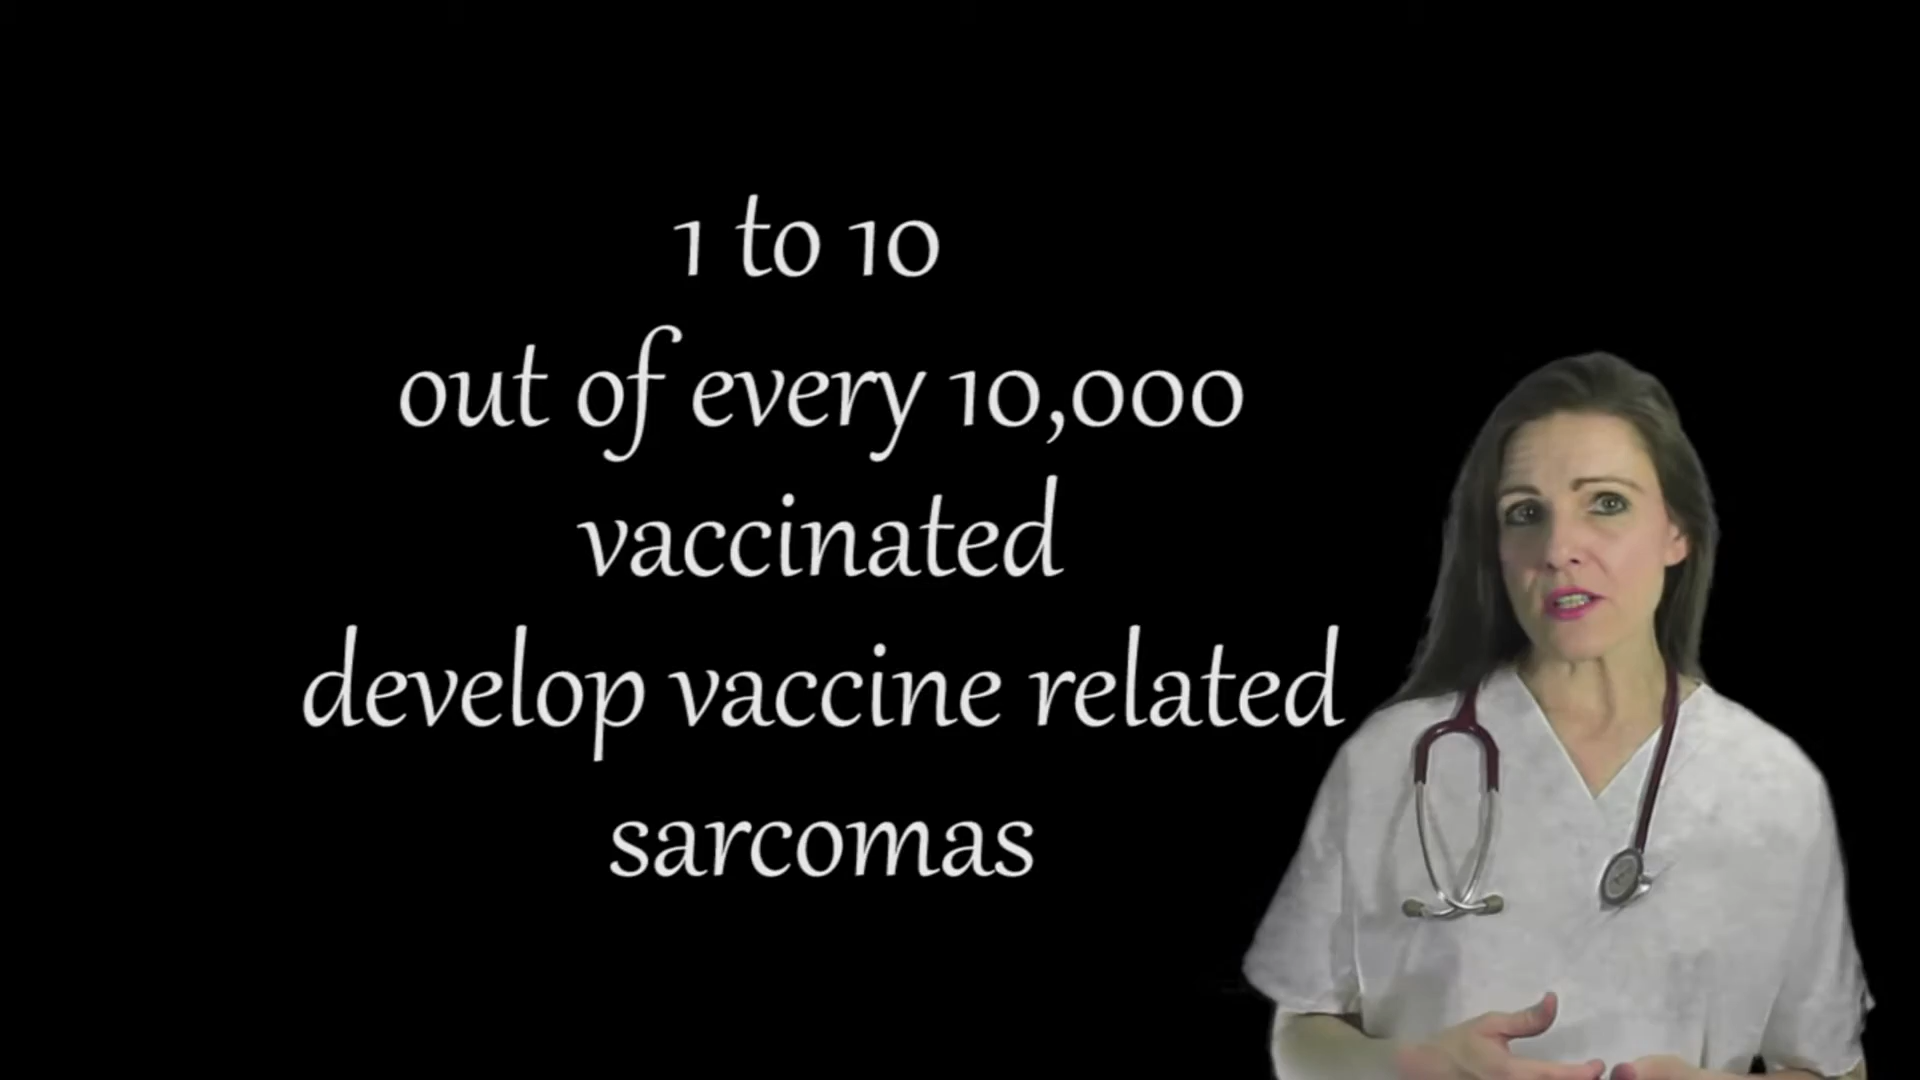 1 to 10
out of every 10,000
vaccinated
develop vaccine related
sarcomas